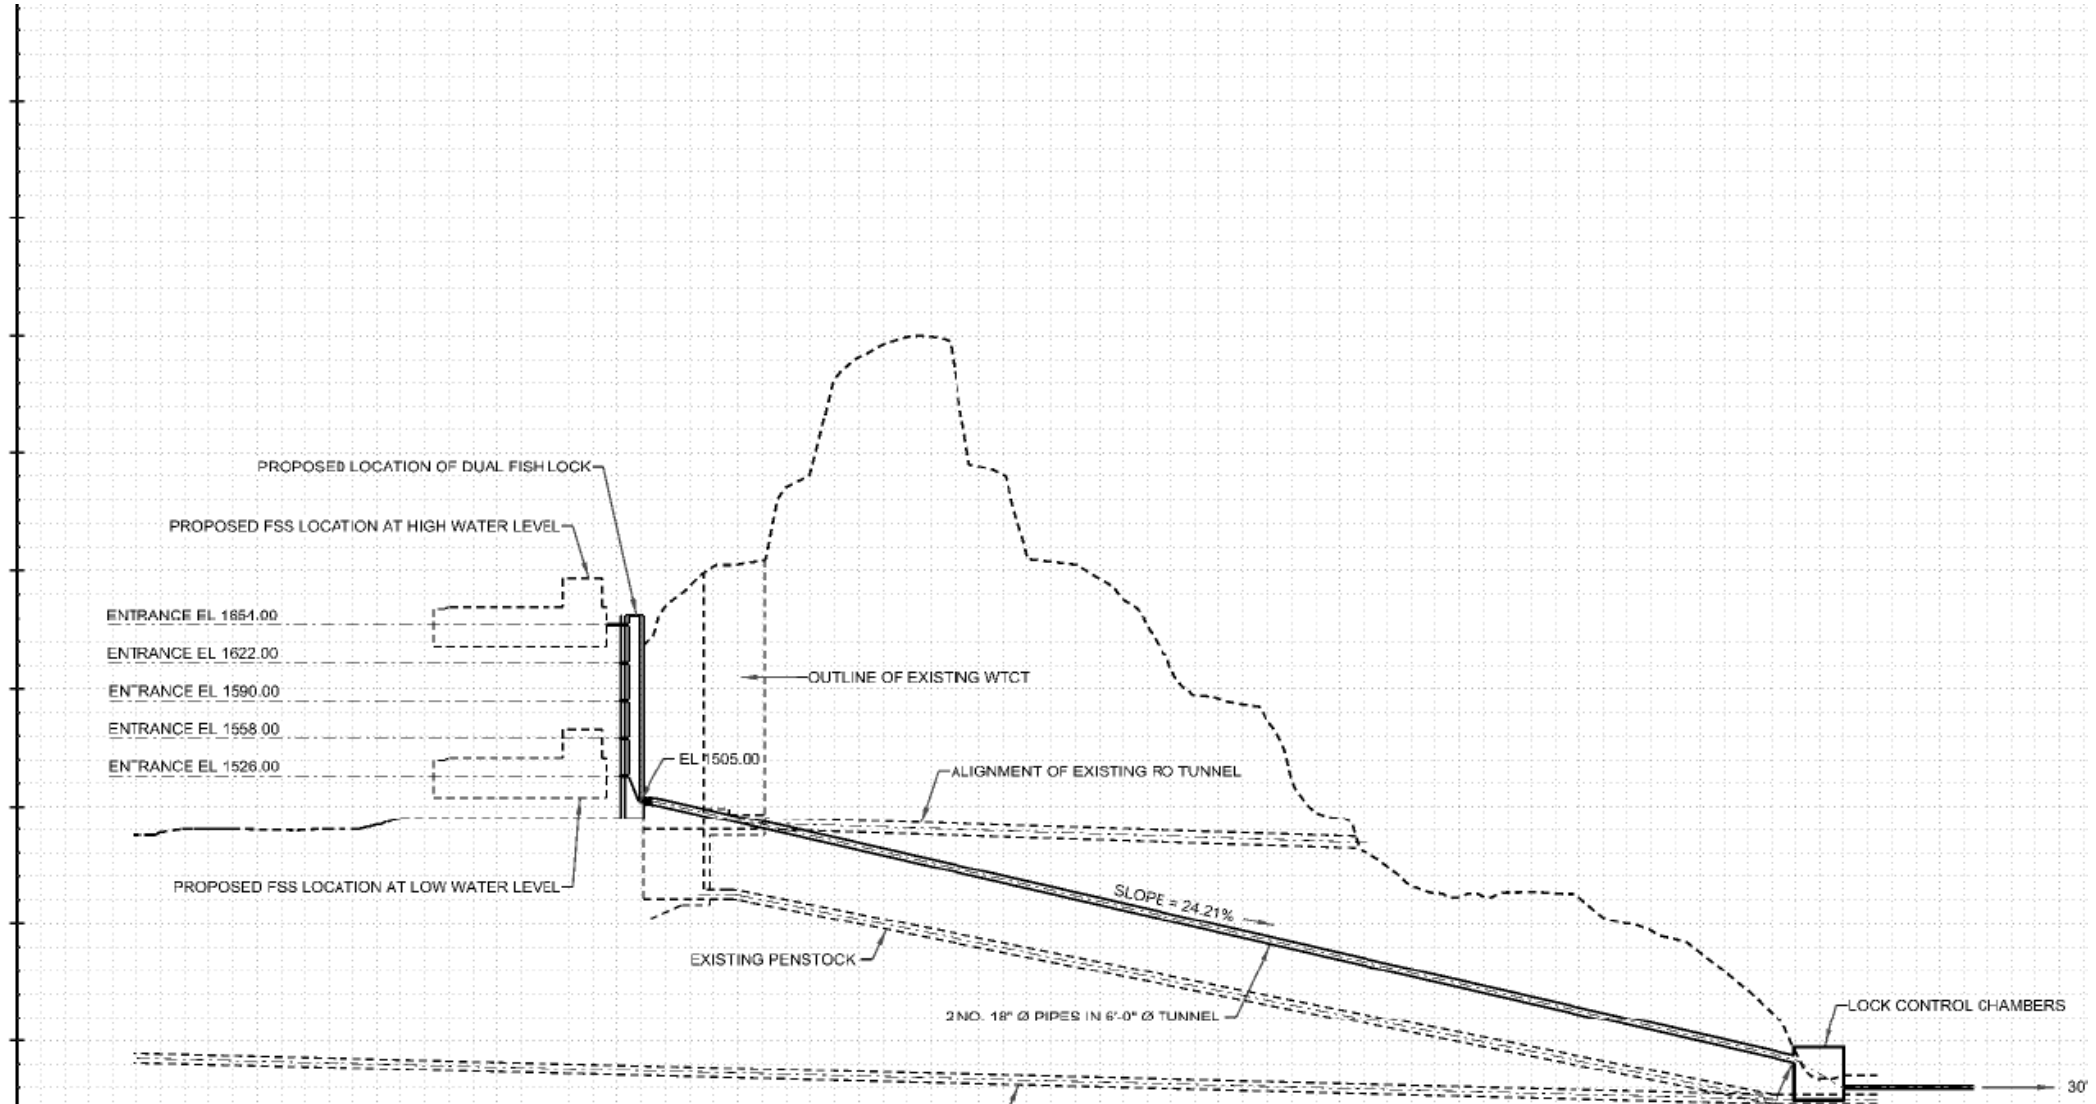 PROPOSED LOCATION OF DUAL FISH LOCK
PROPOSED FSS LOCATION AT HIGH WATER LEVEL
ENTRANCE EL 1654.00
ENTRANCE EL 1622.00
ENTRANCE EL 1590.00
ENTRANCE EL 1558.00
ENTRANCE EL 1526.00
OUTLINE OF EXISTING WTCT
EL 1505.00
ALIGNMENT OF EXISTING RO TUNNEL
PROPOSED FSS LOCATION AT LOW WATER LEVEL
SLOPE = 24.21%
EXISTING PENSTOCK
2 NO. 18" Ø PIPES IN 6'-0" Ø TUNNEL
LOCK CONTROL CHAMBERS
30"